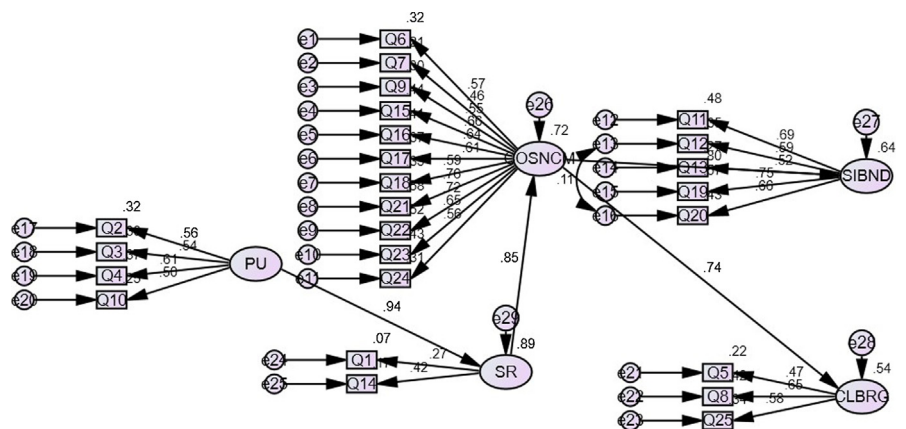 .32
e1 Q6
e2 Q7
e3 Q9
e4 Q15
e5 Q16
e6 Q17
e7 Q18
e8 Q21
e9 Q22
e10 Q23
e11 Q24
.57
.46
.55
.66
.64
.61
.59
.70
.72
.65
.56
e26
.72
OSNCM
.11
.80
e12 Q11
e13 Q12
e14 Q13
e15 Q19
e16 Q20
.48
.69
.59
.52
.75
.60
e27
.64
SIBND
.32
e17 Q2
e18 Q3
e19 Q4
e20 Q10
.56
.54
.61
.50
PU
.94
.85
.74
e29
.89
SR
.07
e24 Q1
e25 Q14
.27
.42
.22
e21 Q5
e22 Q8
e23 Q25
.47
.65
.58
e28
.54
CLBRG